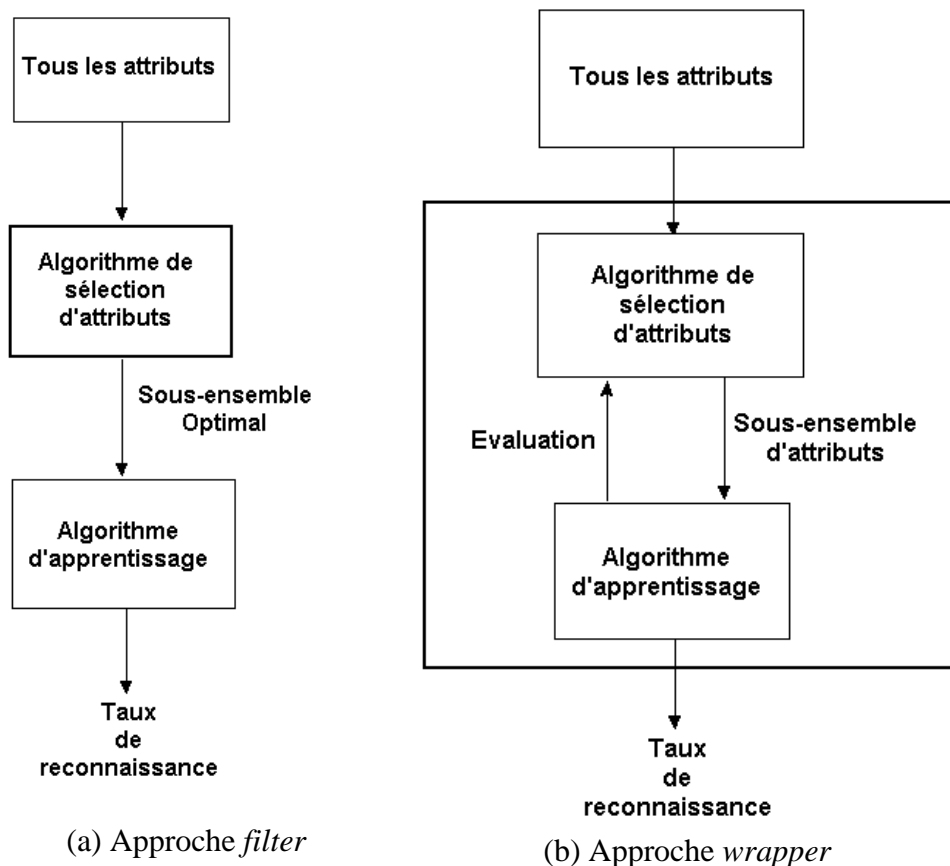 Tous les attributs
Algorithme de
sélection
d'attributs
Sous-ensemble
Optimal
Algorithme
d'apprentissage
Taux
de
reconnaissance
(a) Approche filter
Tous les attributs
Algorithme de
sélection
d'attributs
Evaluation
Sous-ensemble
d'attributs
Algorithme
d'apprentissage
Taux
de
reconnaissance
(b) Approche wrapper